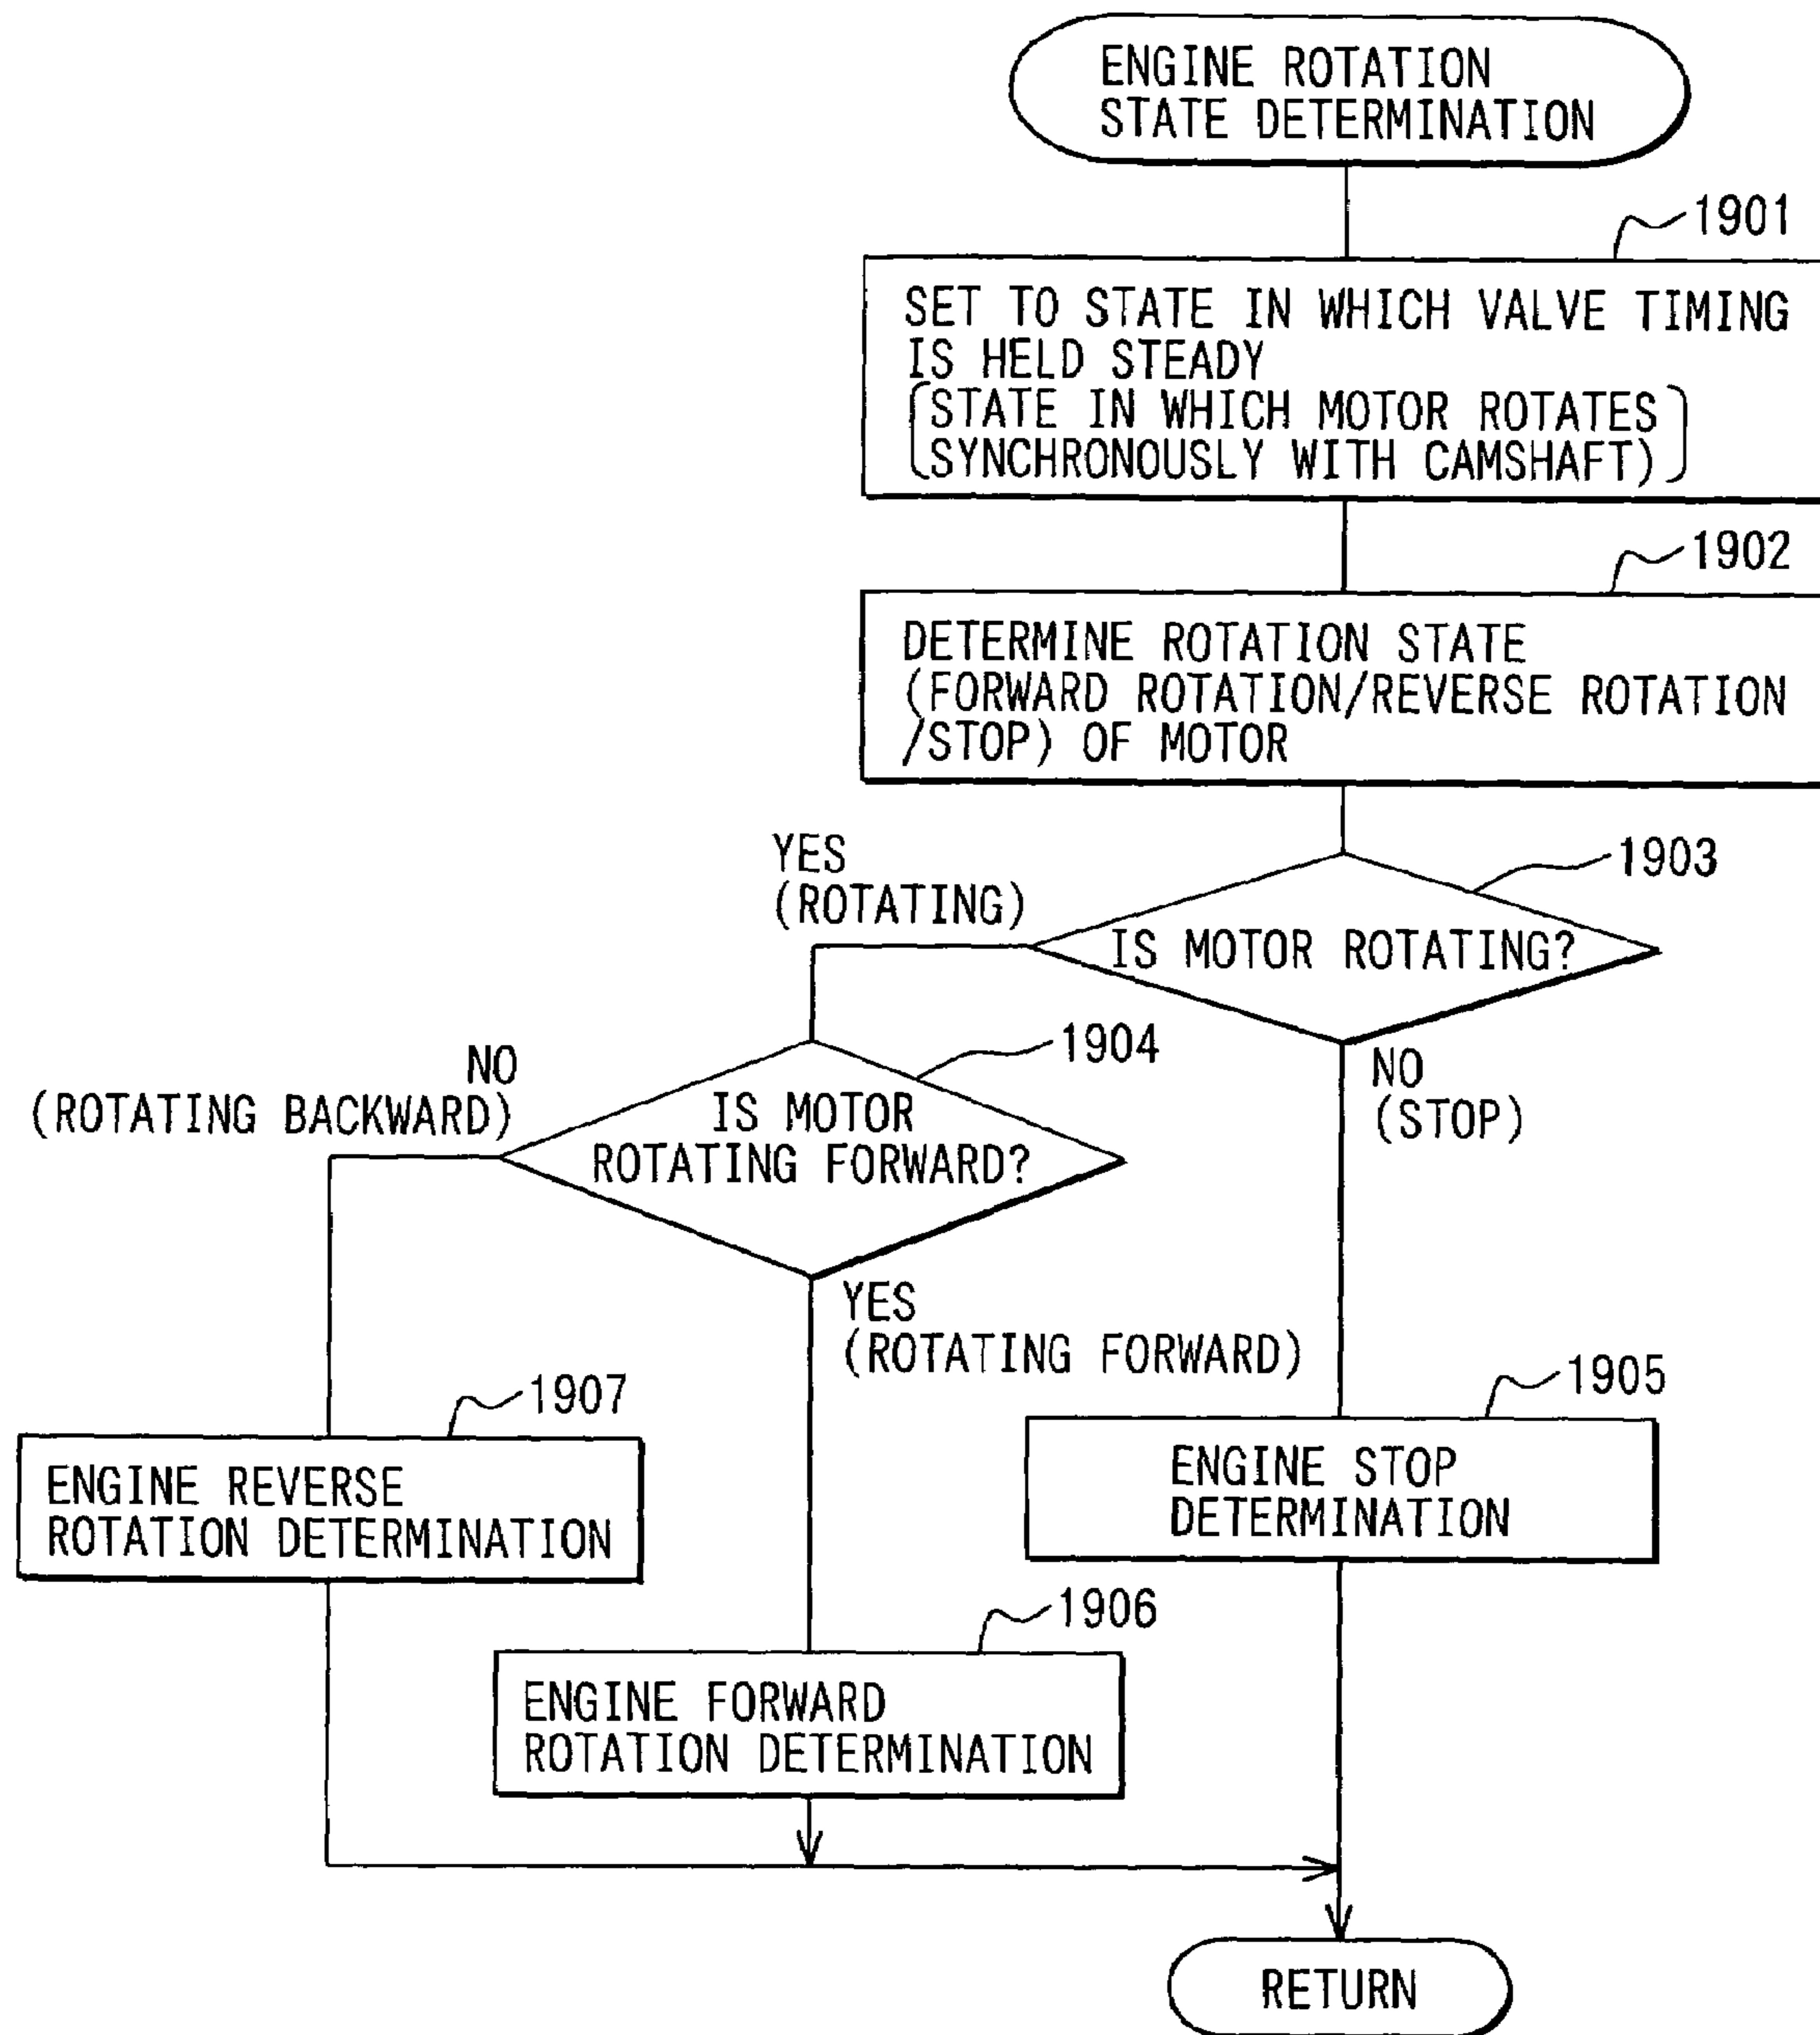 ENGINE ROTATION
STATE DETERMINATION
1901
SET TO STATE IN WHICH VALVE TIMING
IS HELD STEADY
(STATE IN WHICH MOTOR ROTATES
SYNCHRONOUSLY WITH CAMSHAFT))
1902
DETERMINE ROTATION STATE
(FORWARD ROTATION/REVERSE ROTATION
/STOP) OF MOTOR
YES
(ROTATING)
1903
IS MOTOR ROTATING?
1904
NO
(ROTATING BACKWARD)
IS MOTOR
ROTATING FORWARD?
NO
(STOP)
YES
(ROTATING FORWARD)
1907
ENGINE REVERSE
ROTATION DETERMINATION
1905
ENGINE STOP
DETERMINATION
1906
ENGINE FORWARD
ROTATION DETERMINATION
RETURN